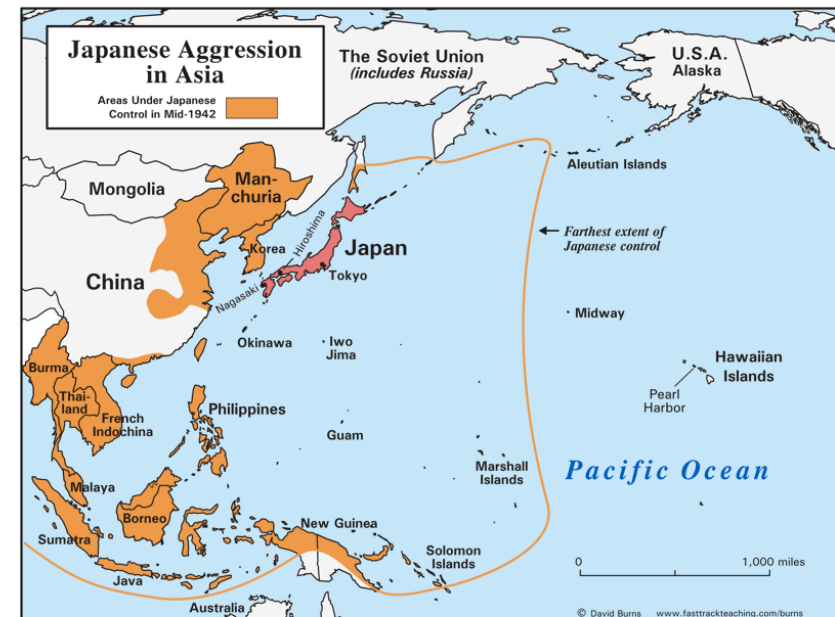 Japanese Aggression
in Asia
Areas Under Japanese
Control in Mid-1942
The Soviet Union
(includes Russia)
U.S.A.
Alaska
Aleutian Islands
Mongolia
Man-
churia
Farthest extent of
Japanese control
Korea
Hiroshima
Japan
Tokyo
China
Nagasaki
Midway
Okinawa
Iwo
Jima
Hawaiian
Islands
Pearl
Harbor
Burma
Thai-
land
French
Indochina
Philippines
Guam
Marshall
Islands
Pacific Ocean
Malaya
Borneo
Sumatra
New Guinea
Java
Solomon
Islands
Australia
0
1,000 miles
© David Burns www.fasttrackteaching.com/burns